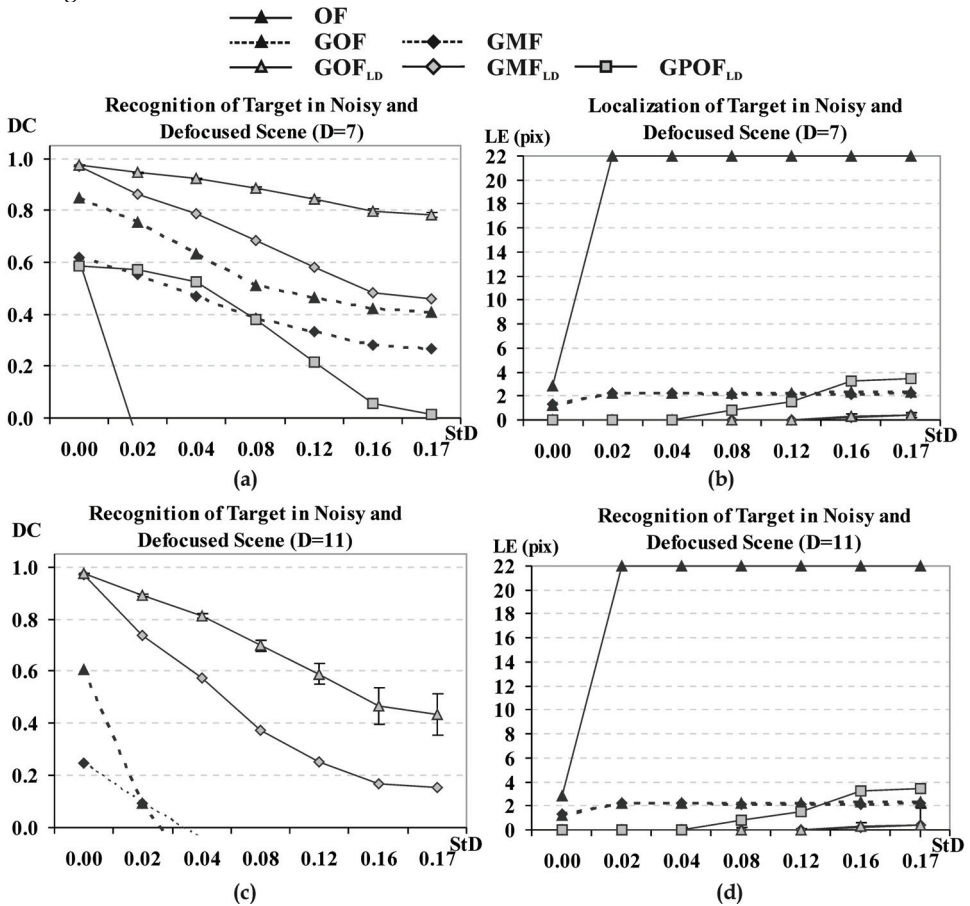 OF
GOF GMF
GOF_LD GMF_LD GPOF_LD
Recognition of Target in Noisy and
Defocused Scene (D=7)
DC
1.0
0.8
0.6
0.4
0.2
0.0
StD
0.00 0.02 0.04 0.08 0.12 0.16 0.17
(a)
Localization of Target in Noisy and
Defocused Scene (D=7)
LE (pix)
22
20
18
16
14
12
10
8
6
4
2
0
StD
0.00 0.02 0.04 0.08 0.12 0.16 0.17
(b)
Recognition of Target in Noisy and
Defocused Scene (D=11)
DC
1.0
0.8
0.6
0.4
0.2
0.0
StD
0.00 0.02 0.04 0.08 0.12 0.16 0.17
(c)
Recognition of Target in Noisy and
Defocused Scene (D=11)
LE (pix)
22
20
18
16
14
12
10
8
6
4
2
0
StD
0.00 0.02 0.04 0.08 0.12 0.16 0.17
(d)